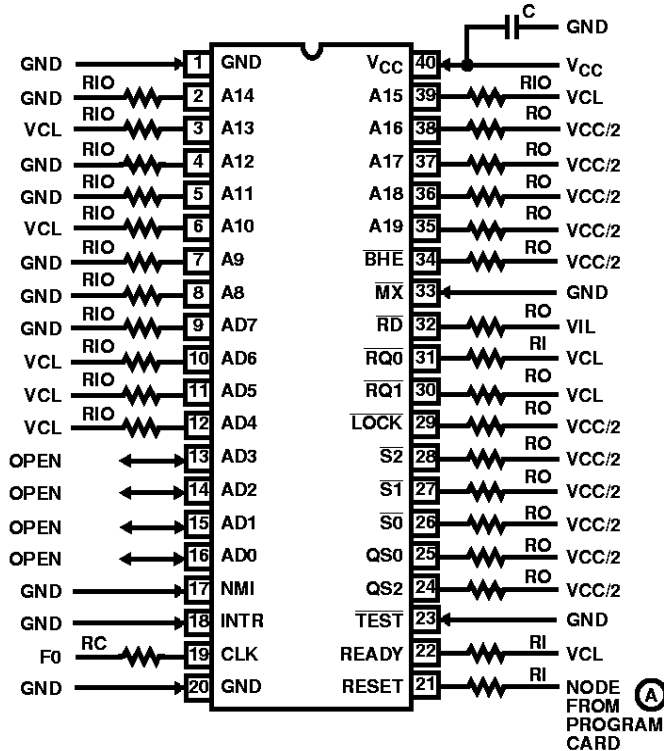 C GND
GND 1 GND VCC 40 VCC
GND RIO 2 A14 A15 39 RIO VCL
VCL RIO 3 A13 A16 38 RO VCC/2
GND RIO 4 A12 A17 37 RO VCC/2
GND RIO 5 A11 A18 36 RO VCC/2
VCL RIO 6 A10 A19 35 RO VCC/2
GND RIO 7 A9 BHE 34 RO VCC/2
GND RIO 8 A8 MX 33 GND
GND RIO 9 AD7 RD 32 RO VIL
VCL RIO 10 AD6 RQ0 31 RI VCL
VCL RIO 11 AD5 RQ1 30 RO VCL
VCL RIO 12 AD4 LOCK 29 RO VCC/2
OPEN 13 AD3 S2 28 RO VCC/2
OPEN 14 AD2 S1 27 RO VCC/2
OPEN 15 AD1 S0 26 RO VCC/2
OPEN 16 AD0 QS0 25 RO VCC/2
GND 17 NMI QS2 24 RO VCC/2
GND 18 INTR TEST 23 GND
F0 RC 19 CLK READY 22 RI VCL
GND 20 GND RESET 21 RI NODE A
FROM
PROGRAM
CARD